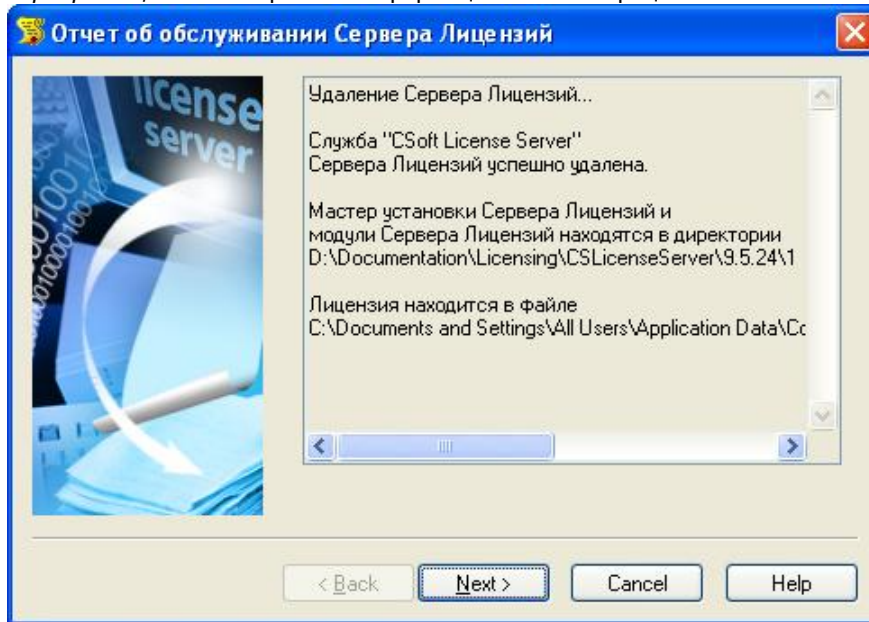 Отчет об обслуживании Сервера Лицензий
license
server
Удаление Сервера Лицензий...
Служба "CSoft License Server"
Сервера Лицензий успешно удалена.
Мастер установки Сервера Лицензий и
модули Сервера Лицензий находятся в директории
D:\Documentation\Licensing\CSLicenseServer\9.5.24\1
Лицензия находится в файле
C:\Documents and Settings\All Users\Application Data\Cc
< Back Next > Cancel Help